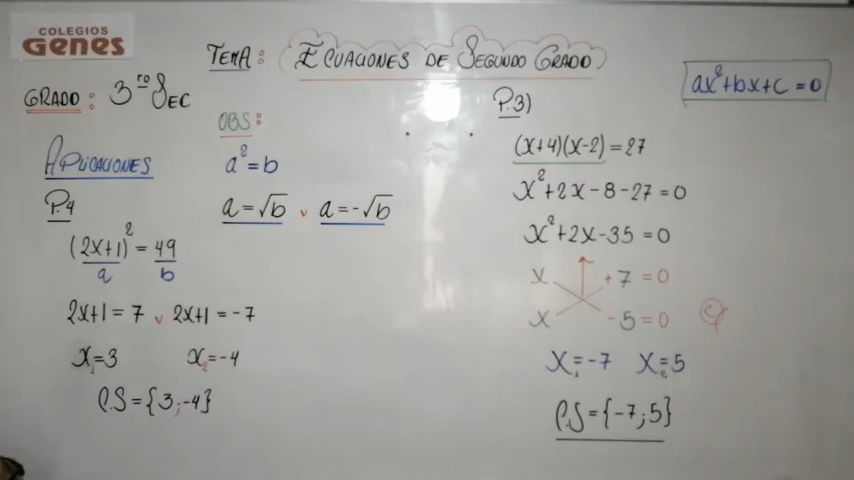 COLEGIOS
Genes
TEMA: ECUACIONES DE SEGUNDO GRADO
ax²+bx+c=0
GRADO: 3ro SEC
OBS:
a²=b
a=√b v a=-√b
APLICACIONES
P.4
(2x+1)² = 49
a b
2x+1=7 v 2x+1=-7
x₁=3 x₂=-4
C.S={3;-4}
P.3)
(x+4)(x-2)=27
x²+2x-8-27=0
x²+2x-35=0
x +7=0
x -5=0
C
x₁=-7 x₂=5
C.S={-7;5}